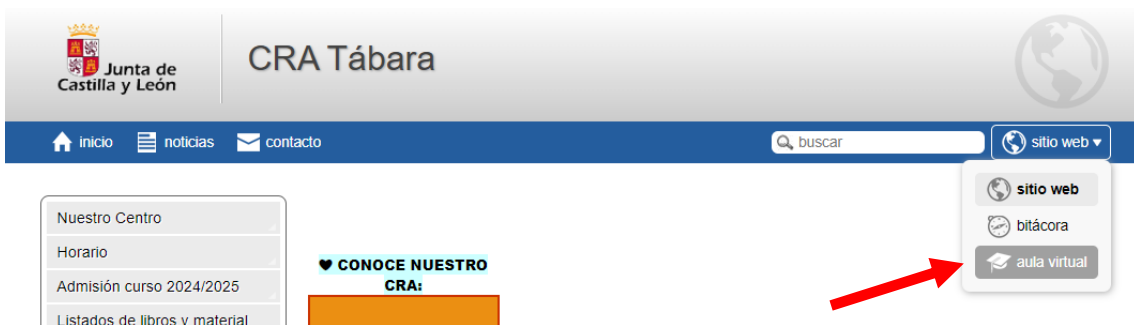 Junta de
Castilla y León
CRA Tábara
inicio noticias contacto buscar sitio web
sitio web
bitácora
aula virtual
Nuestro Centro
Horario
Admisión curso 2024/2025
Listados de libros y material
♥ CONOCE NUESTRO
CRA: